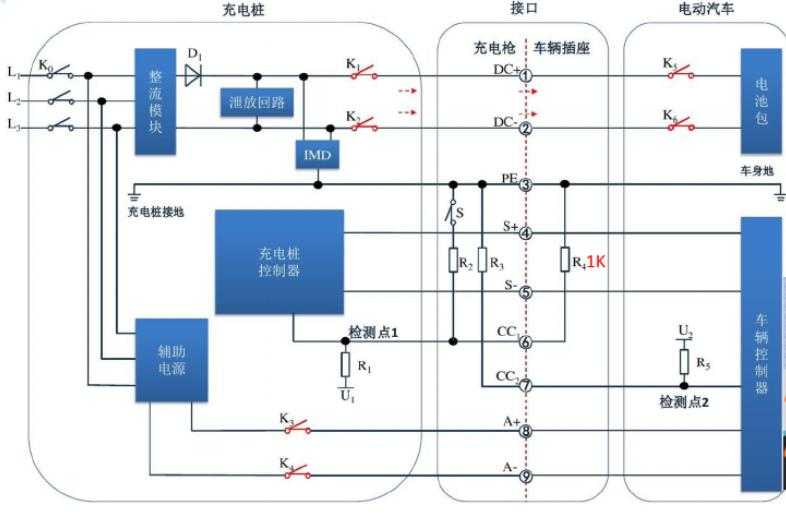 充电桩
接口
电动汽车
充电枪
车辆插座
L1
L2
L3
K0
整流模块
D1
泄放回路
K1
K2
IMD
DC+
①
DC-
②
K5
K6
电池包
PE
③
车身地
充电桩接地
S
充电桩
控制器
S+
④
R2
R3
R4 1K
S-
⑤
检测点1
CC1
⑥
R1
U1
辅助
电源
CC2
⑦
U2
R5
检测点2
车辆控制器
K3
A+
⑧
K4
A-
⑨